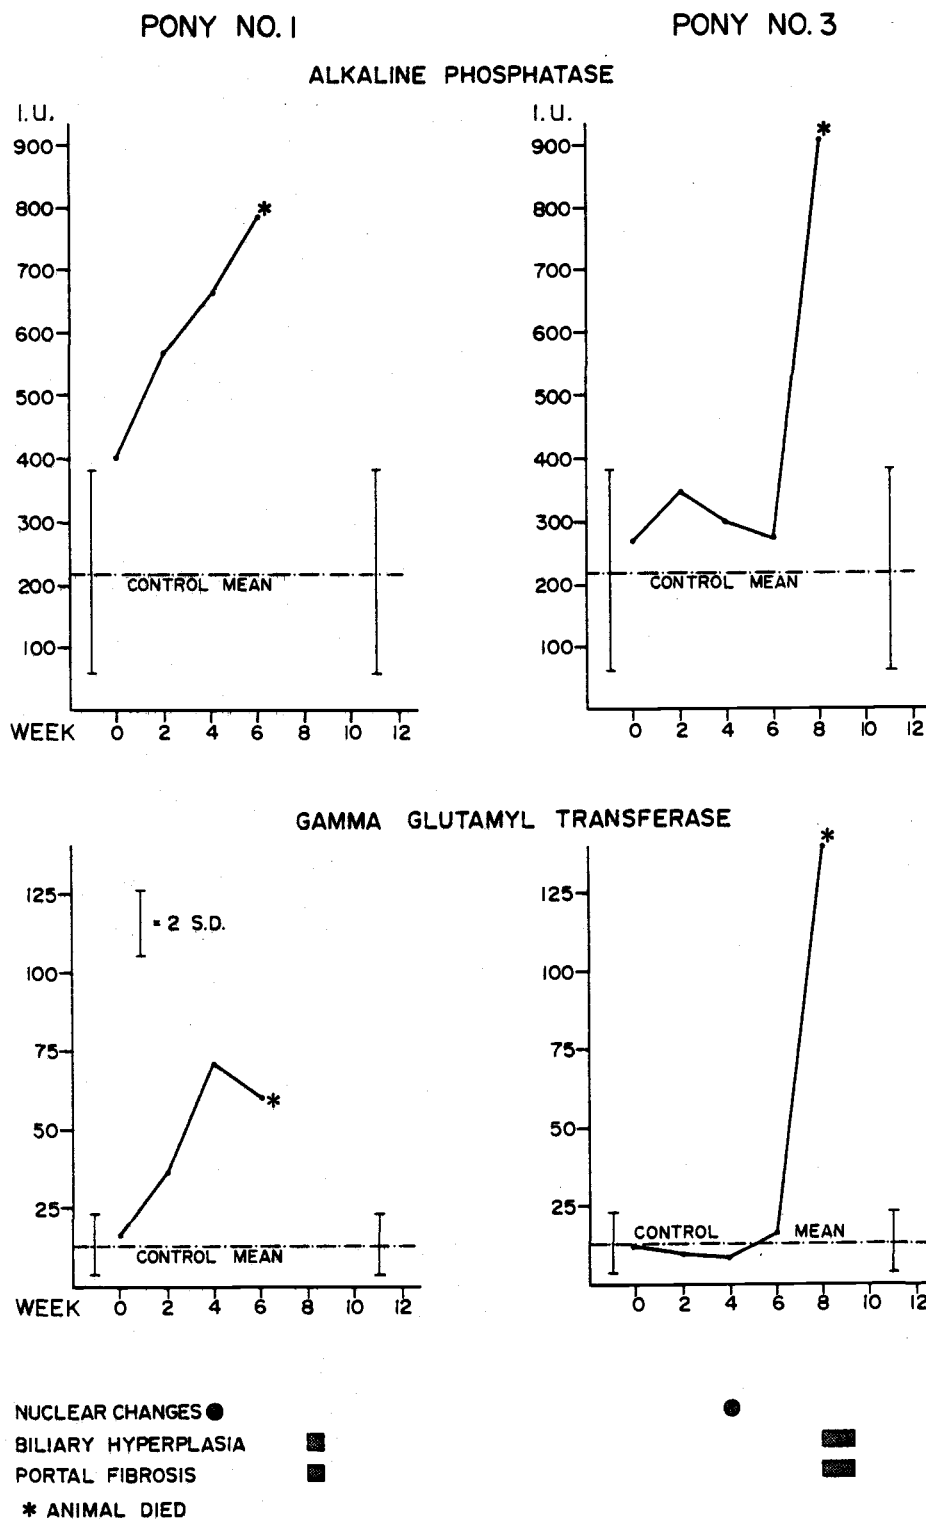 PONY NO. 1 PONY NO. 3
ALKALINE PHOSPHATASE
I.U. I.U.
900 900
800 800
700 700
600 600
500 500
400 400
300 300
200 CONTROL MEAN 200 CONTROL MEAN
100 100
WEEK 0 2 4 6 8 10 12 0 2 4 6 8 10 12
GAMMA GLUTAMYL TRANSFERASE
125 = 2 S.D. 125
100 100
75 75
50 50
25 25
CONTROL MEAN CONTROL MEAN
WEEK 0 2 4 6 8 10 12 0 2 4 6 8 10 12
NUCLEAR CHANGES
BILIARY HYPERPLASIA
PORTAL FIBROSIS
* ANIMAL DIED